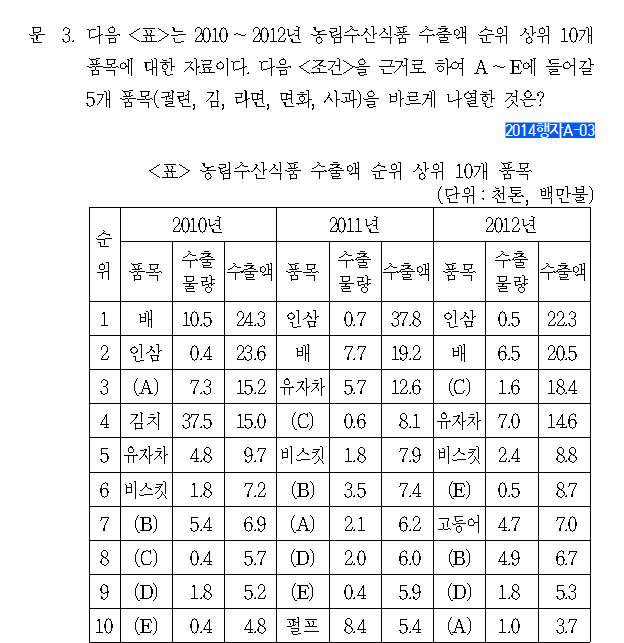 문 3. 다음 <표>는 2010~2012년 농림수산식품 수출액 순위 상위 10개
품목에 대한 자료이다. 다음 <조건>을 근거로 하여 A~E에 들어갈
5개 품목(궐련, 김, 라면, 면화, 사과)을 바르게 나열한 것은?
2014행자A-03
<표> 농림수산식품 수출액 순위 상위 10개 품목
(단위 : 천톤, 백만불)
순위 2010년 2011년 2012년
품목 수출물량 수출액 품목 수출물량 수출액 품목 수출물량 수출액
1 배 10.5 24.3 인삼 0.7 37.8 인삼 0.5 22.3
2 인삼 0.4 23.6 배 7.7 19.2 배 6.5 20.5
3 (A) 7.3 15.2 유자차 5.7 12.6 (C) 1.6 18.4
4 김치 37.5 15.0 (C) 0.6 8.1 유자차 7.0 14.6
5 유자차 4.8 9.7 비스킷 1.8 7.9 비스킷 2.4 8.8
6 비스킷 1.8 7.2 (B) 3.5 7.4 (E) 0.5 8.7
7 (B) 5.4 6.9 (A) 2.1 6.2 고등어 4.7 7.0
8 (C) 0.4 5.7 (D) 2.0 6.0 (B) 4.9 6.7
9 (D) 1.8 5.2 (E) 0.4 5.9 (D) 1.8 5.3
10 (E) 0.4 4.8 펄프 8.4 5.4 (A) 1.0 3.7